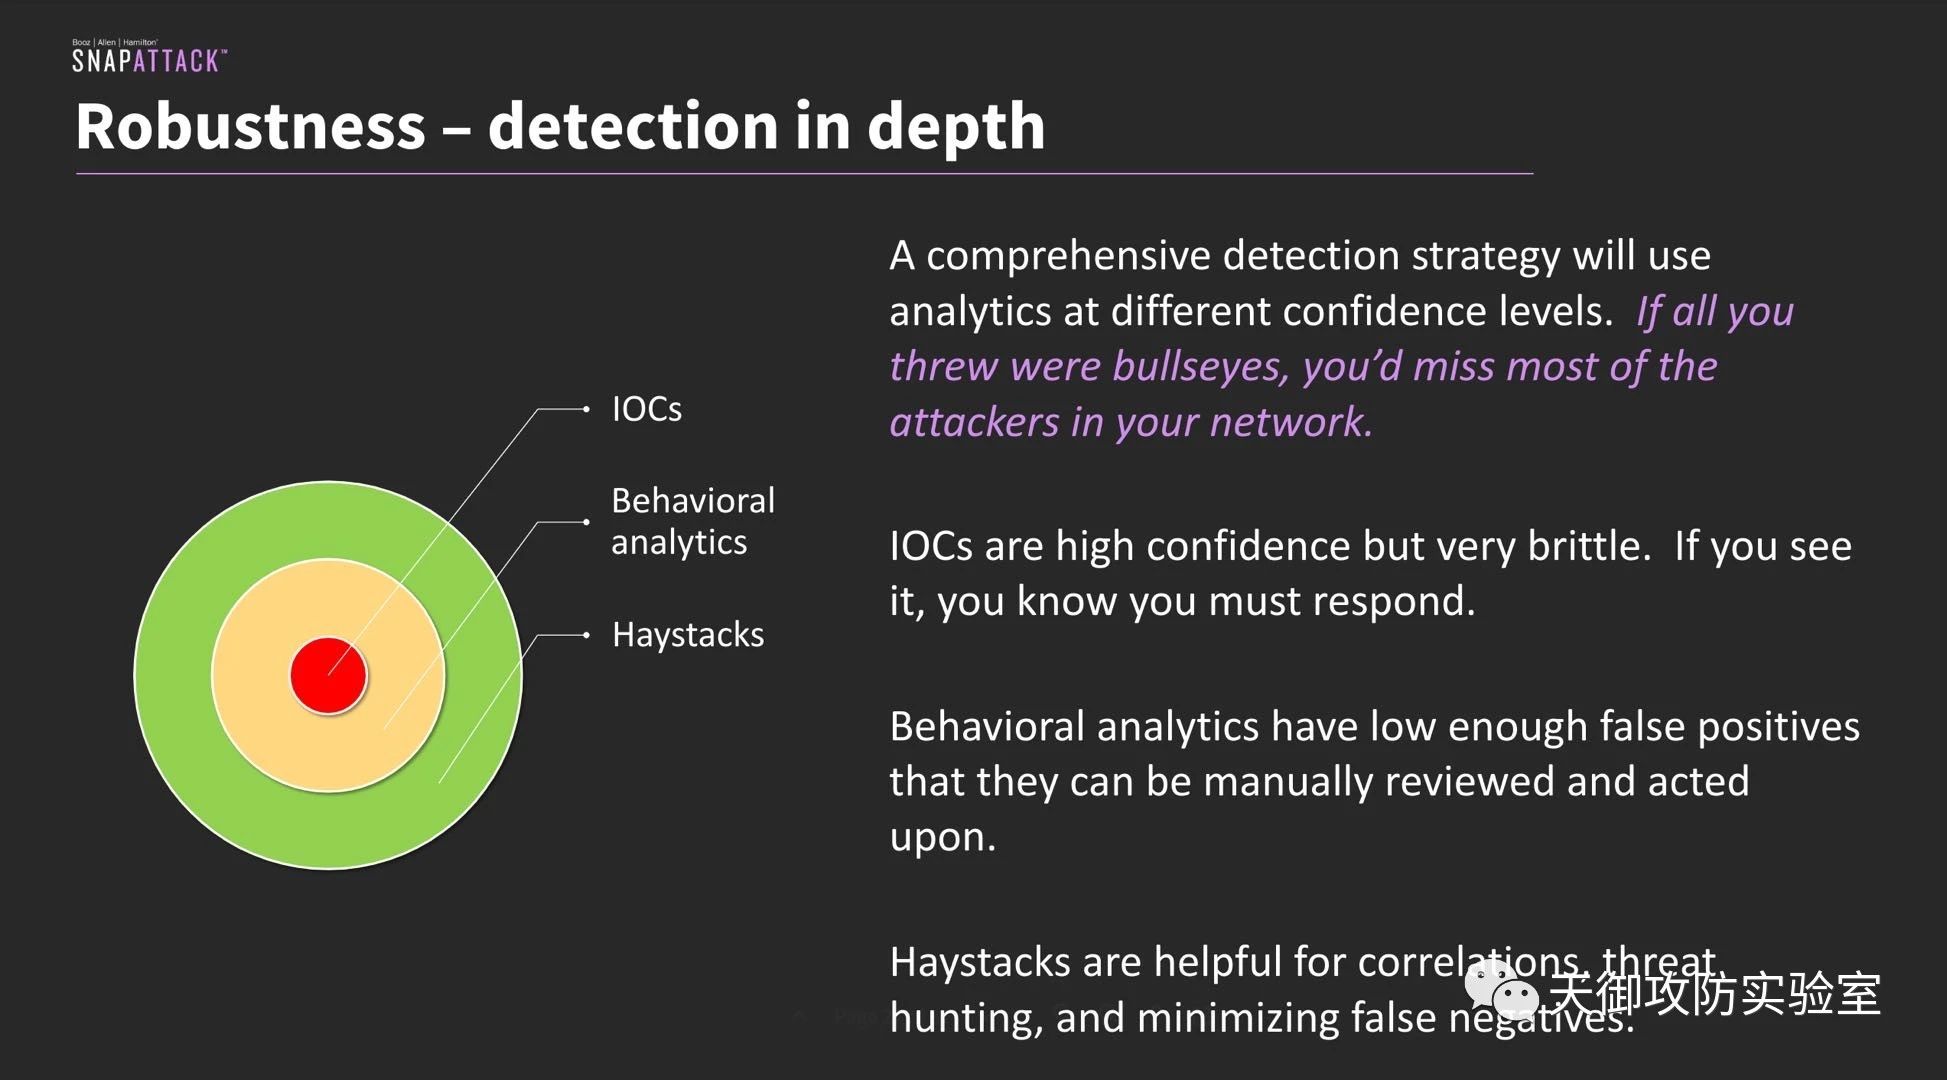 Booz | Allen | Hamilton®
SNAPATTACK™
Robustness – detection in depth
IOCs
Behavioral
analytics
Haystacks
A comprehensive detection strategy will use
analytics at different confidence levels.  If all you
threw were bullseyes, you’d miss most of the
attackers in your network.
IOCs are high confidence but very brittle.  If you see
it, you know you must respond.
Behavioral analytics have low enough false positives
that they can be manually reviewed and acted
upon.
Haystacks are helpful for correlations, threat
hunting, and minimizing false negatives.
天御攻防实验室